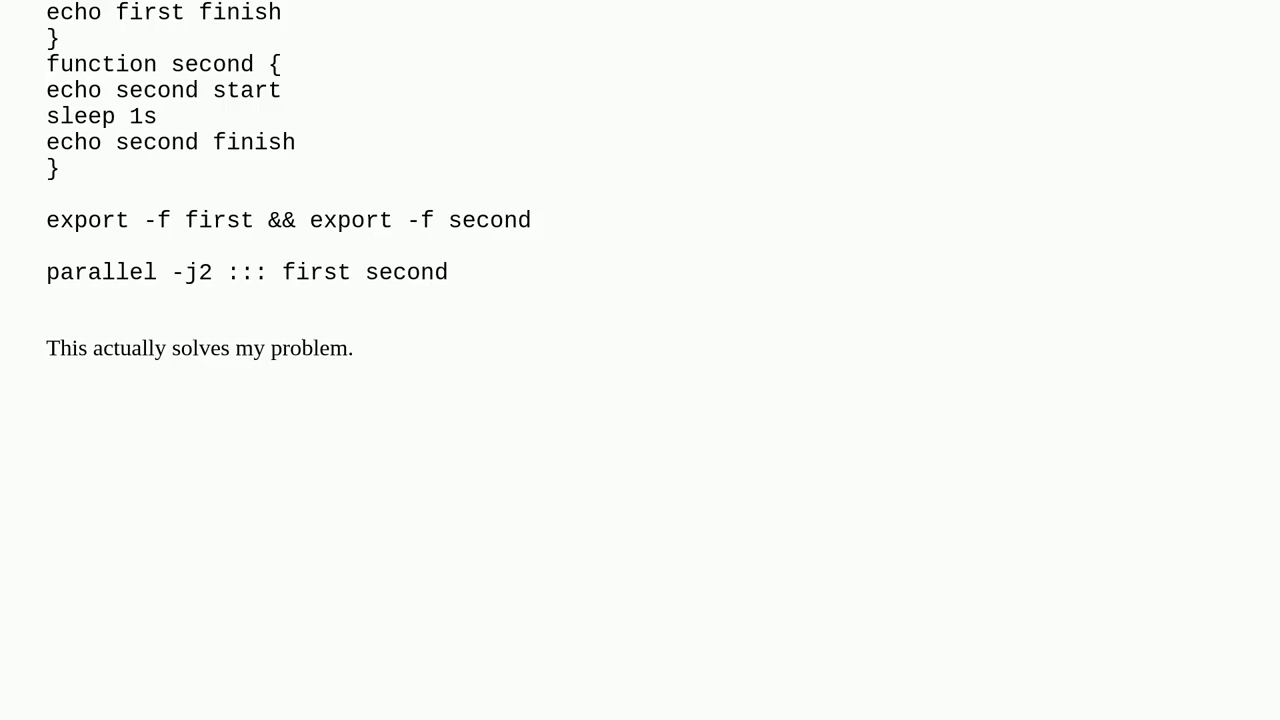 echo first finish
}
function second {
echo second start
sleep 1s
echo second finish
}
export -f first && export -f second
parallel -j2 ::: first second
This actually solves my problem.